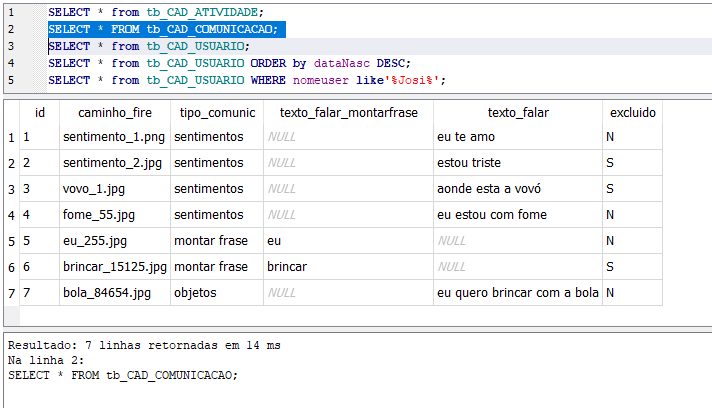 1 SELECT * from tb_CAD_ATIVIDADE;
2 SELECT * FROM tb_CAD_COMUNICACAO;
3 SELECT * from tb_CAD_USUARIO;
4 SELECT * from tb_CAD_USUARIO ORDER by dataNasc DESC;
5 SELECT * from tb_CAD_USUARIO WHERE nomeuser like'%Josi%';
id caminho_fire tipo_comunic texto_falar_montarfrase texto_falar excluido
1 1 sentimento_1.png sentimentos NULL eu te amo N
2 2 sentimento_2.jpg sentimentos NULL estou triste S
3 3 vovo_1.jpg sentimentos NULL aonde esta a vovó S
4 4 fome_55.jpg sentimentos NULL eu estou com fome N
5 5 eu_255.jpg montar frase eu NULL N
6 6 brincar_15125.jpg montar frase brincar NULL S
7 7 bola_84654.jpg objetos NULL eu quero brincar com a bola N
Resultado: 7 linhas retornadas em 14 ms
Na linha 2:
SELECT * FROM tb_CAD_COMUNICACAO;